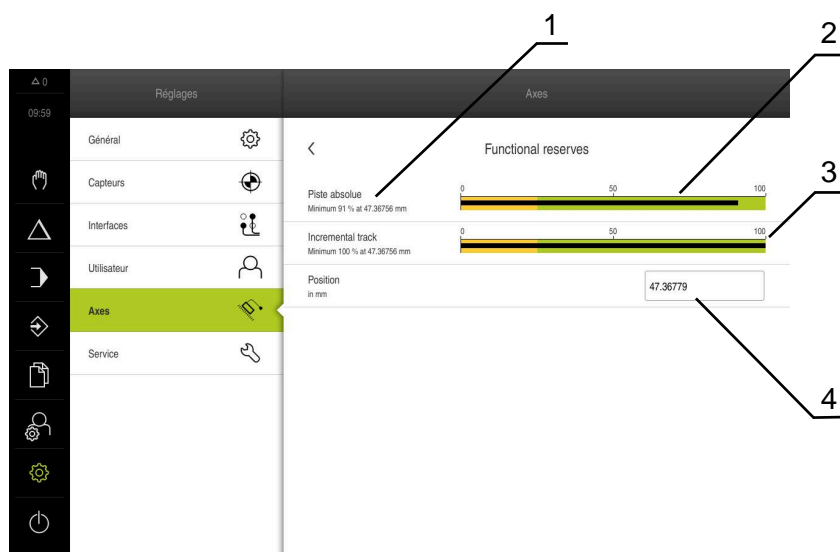 1
2
△ 0
Réglages
Axes
09:59
Général
Functional reserves
Capteurs
Piste absolue
Minimum 91 % at 47.36756 mm
0 50 100
3
Interfaces
Incremental track
Minimum 100 % at 47.36756 mm
0 50 100
Utilisateur
Position
in mm
47.36779
Axes
Service
4